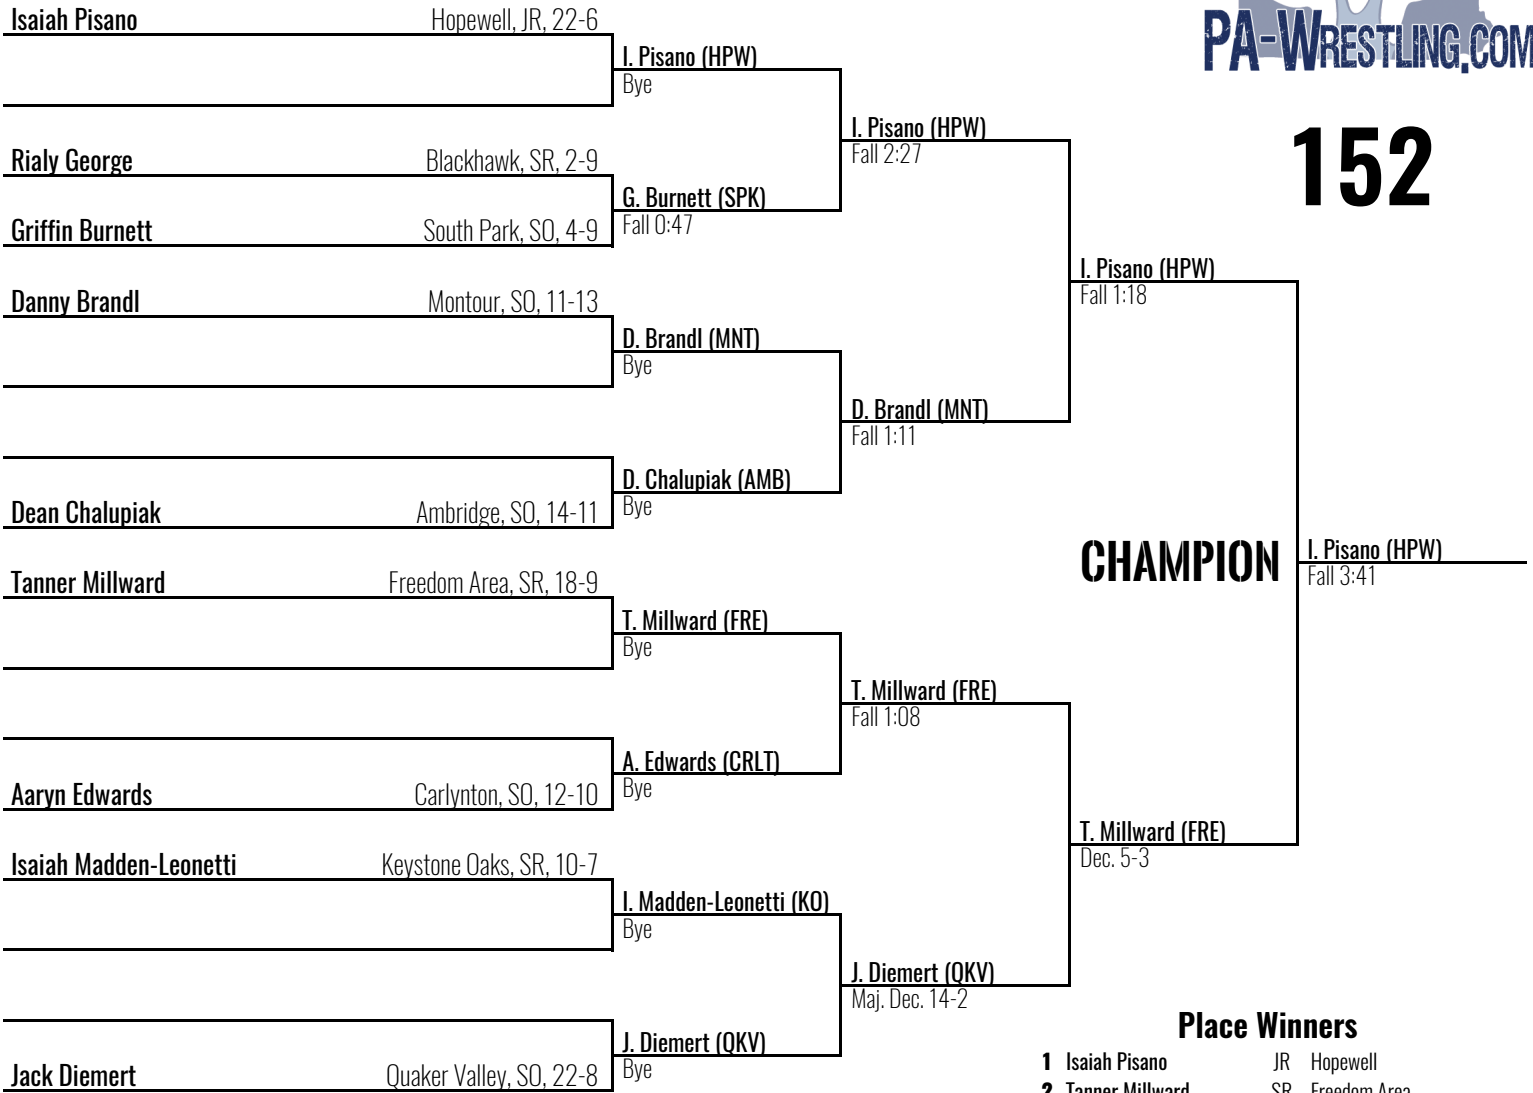 Isaiah Pisano Hopewell, JR, 22-6
I. Pisano (HPW)
Bye
PA-WRESTLING.COM
152
I. Pisano (HPW)
Fall 2:27
Rialy George Blackhawk, SR, 2-9
G. Burnett (SPK)
Fall 0:47
Griffin Burnett South Park, SO, 4-9
I. Pisano (HPW)
Fall 1:18
Danny Brandl Montour, SO, 11-13
D. Brandl (MNT)
Bye
D. Brandl (MNT)
Fall 1:11
D. Chalupiak (AMB)
Bye
Dean Chalupiak Ambridge, SO, 14-11
CHAMPION
I. Pisano (HPW)
Fall 3:41
Tanner Millward Freedom Area, SR, 18-9
T. Millward (FRE)
Bye
T. Millward (FRE)
Fall 1:08
A. Edwards (CRLT)
Bye
Aaryn Edwards Carlynton, SO, 12-10
T. Millward (FRE)
Dec. 5-3
Isaiah Madden-Leonetti Keystone Oaks, SR, 10-7
I. Madden-Leonetti (KO)
Bye
J. Diemert (QKV)
Maj. Dec. 14-2
J. Diemert (QKV)
Bye
Jack Diemert Quaker Valley, SO, 22-8
Place Winners
1 Isaiah Pisano JR Hopewell
2 Tanner Millward SR Freedom Area